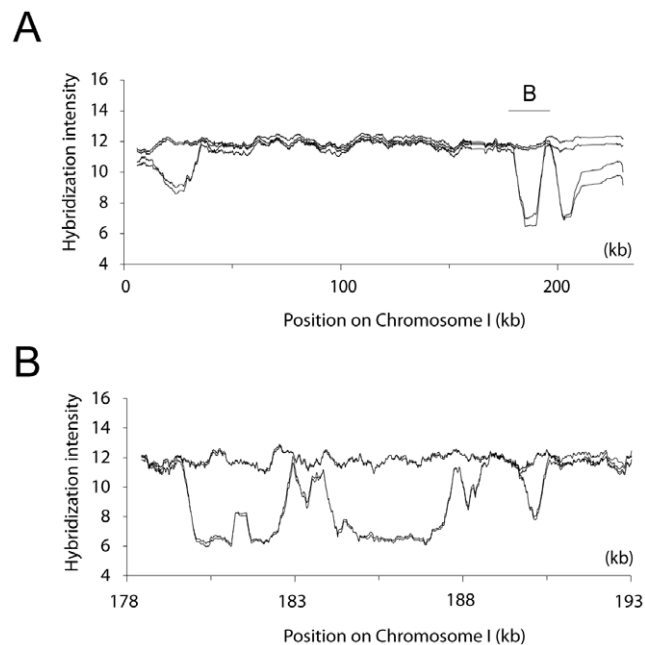 A
Hybridization intensity
16
14
12
10
8
6
4
B
(kb)
0
100
200
Position on Chromosome I (kb)
B
Hybridization intensity
16
14
12
10
8
6
4
(kb)
178
183
188
193
Position on Chromosome I (kb)